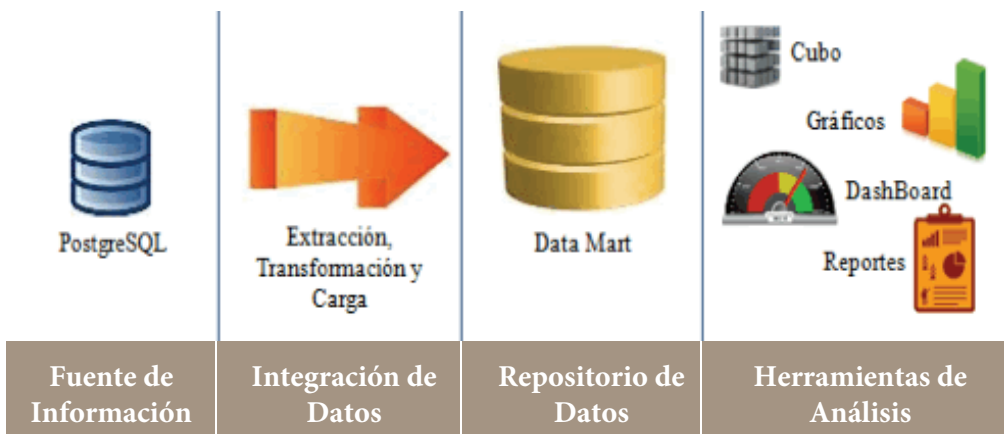 PostgreSQL
Extracción,
Transformación y
Carga
Data Mart
Cubo
Gráficos
DashBoard
Reportes
Fuente de
Información
Integración de
Datos
Repositorio de
Datos
Herramientas de
Análisis